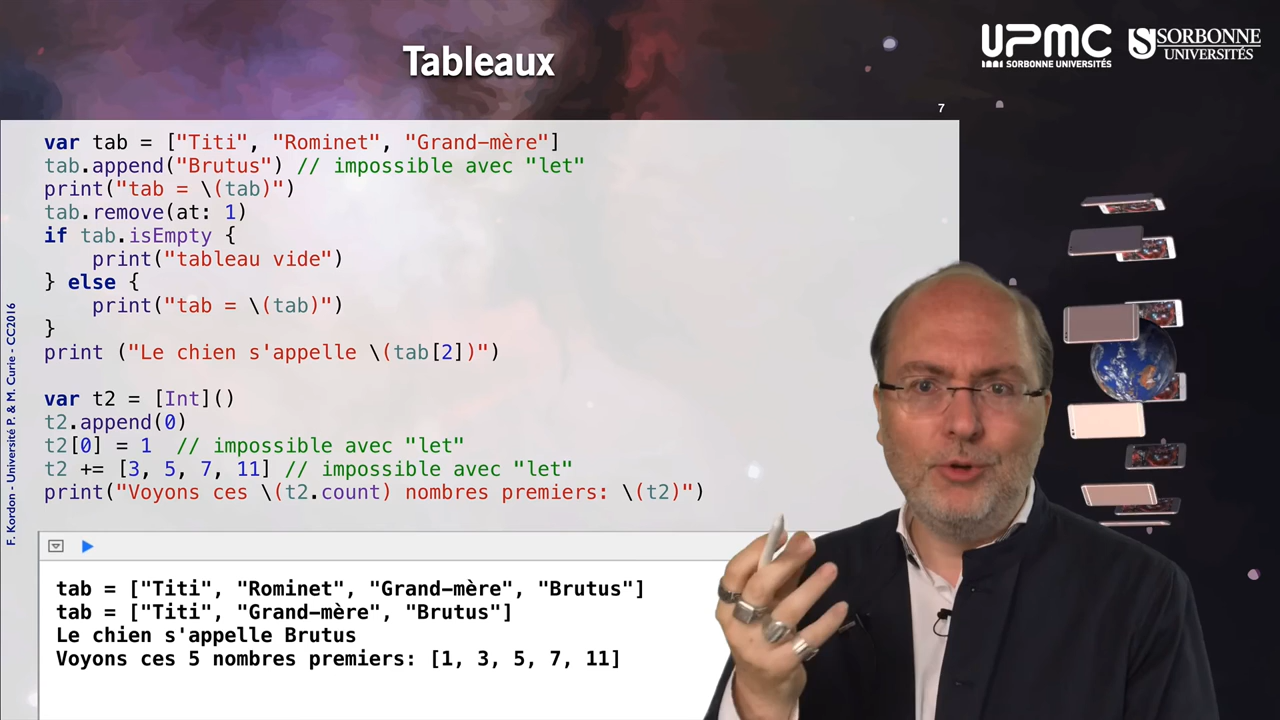 Tableaux
UPMC
SORBONNE UNIVERSITÉS
SORBONNE
UNIVERSITÉS
7
var tab = ["Titi", "Rominet", "Grand-mère"]
tab.append("Brutus") // impossible avec "let"
print("tab = \(tab)")
tab.remove(at: 1)
if tab.isEmpty {
    print("tableau vide")
} else {
    print("tab = \(tab)")
}
print ("Le chien s'appelle \(tab[2])")
var t2 = [Int]()
t2.append(0)
t2[0] = 1  // impossible avec "let"
t2 += [3, 5, 7, 11] // impossible avec "let"
print("Voyons ces \(t2.count) nombres premiers: \(t2)")
tab = ["Titi", "Rominet", "Grand-mère", "Brutus"]
tab = ["Titi", "Grand-mère", "Brutus"]
Le chien s'appelle Brutus
Voyons ces 5 nombres premiers: [1, 3, 5, 7, 11]
F. Kordon - Université P. & M. Curie - CC2016